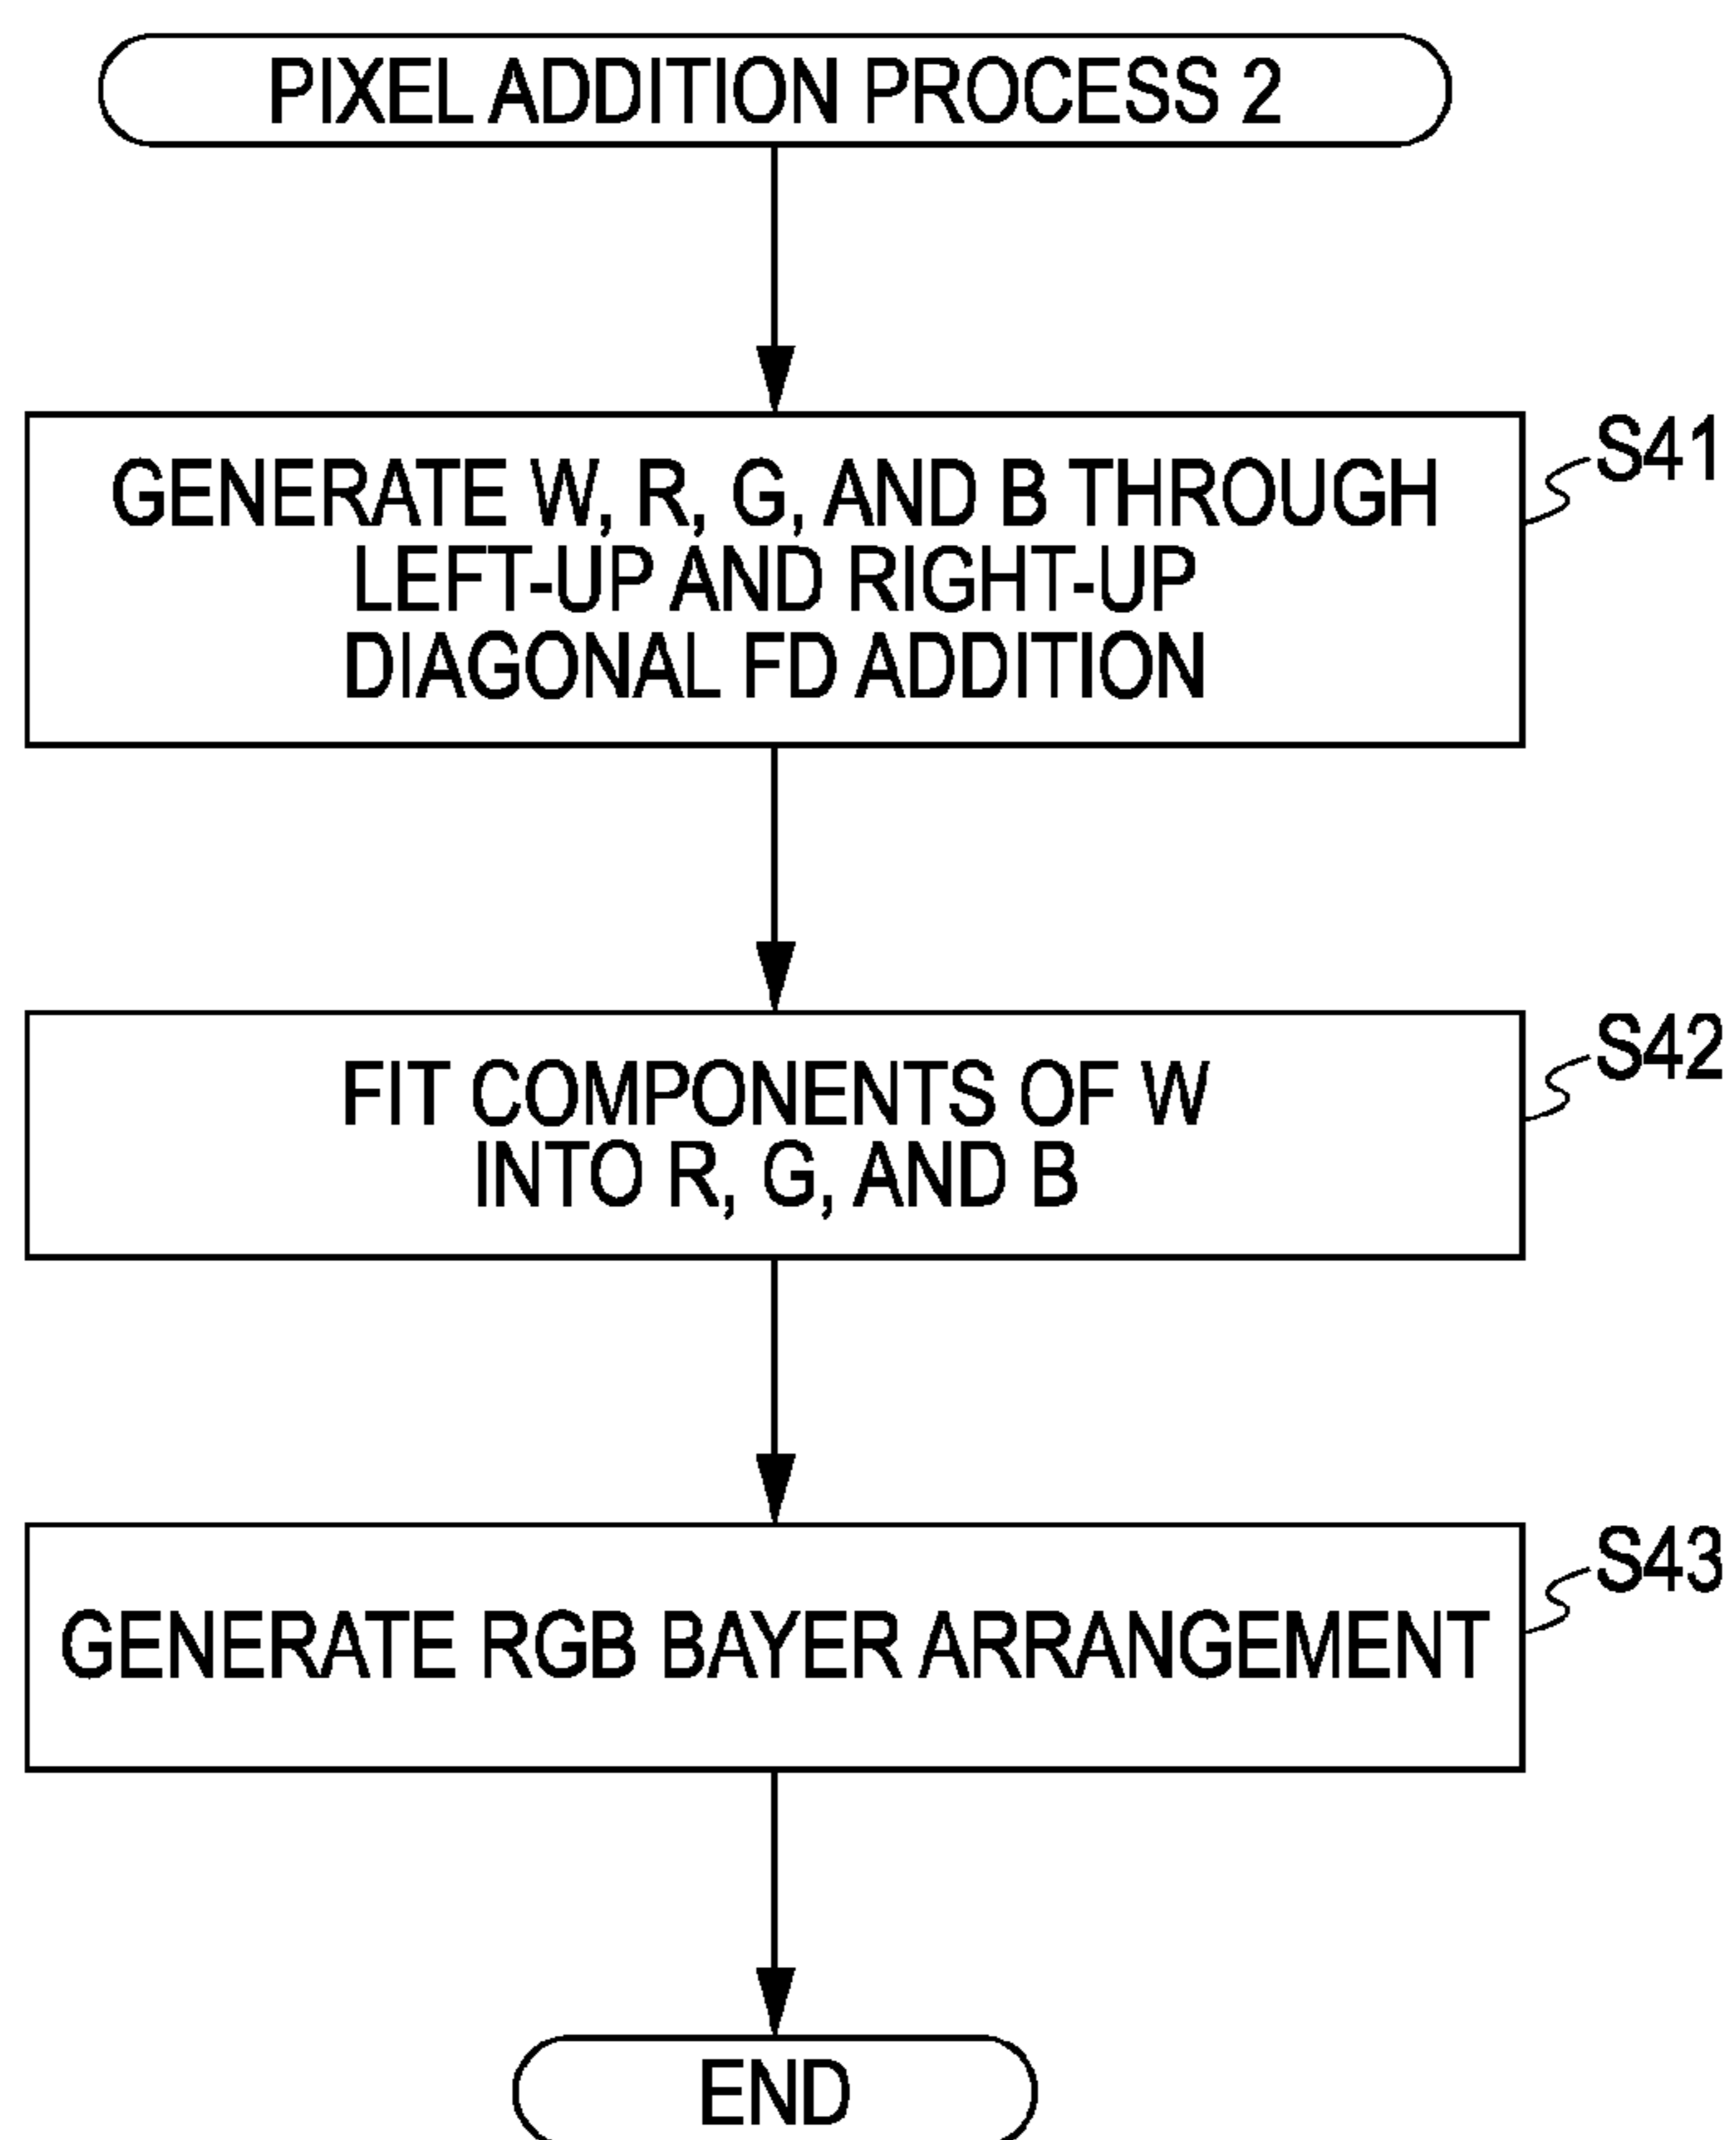 PIXEL ADDITION PROCESS 2
GENERATE W, R, G, AND B THROUGH
LEFT-UP AND RIGHT-UP
DIAGONAL FD ADDITION
S41
FIT COMPONENTS OF W
INTO R, G, AND B
S42
GENERATE RGB BAYER ARRANGEMENT
S43
END